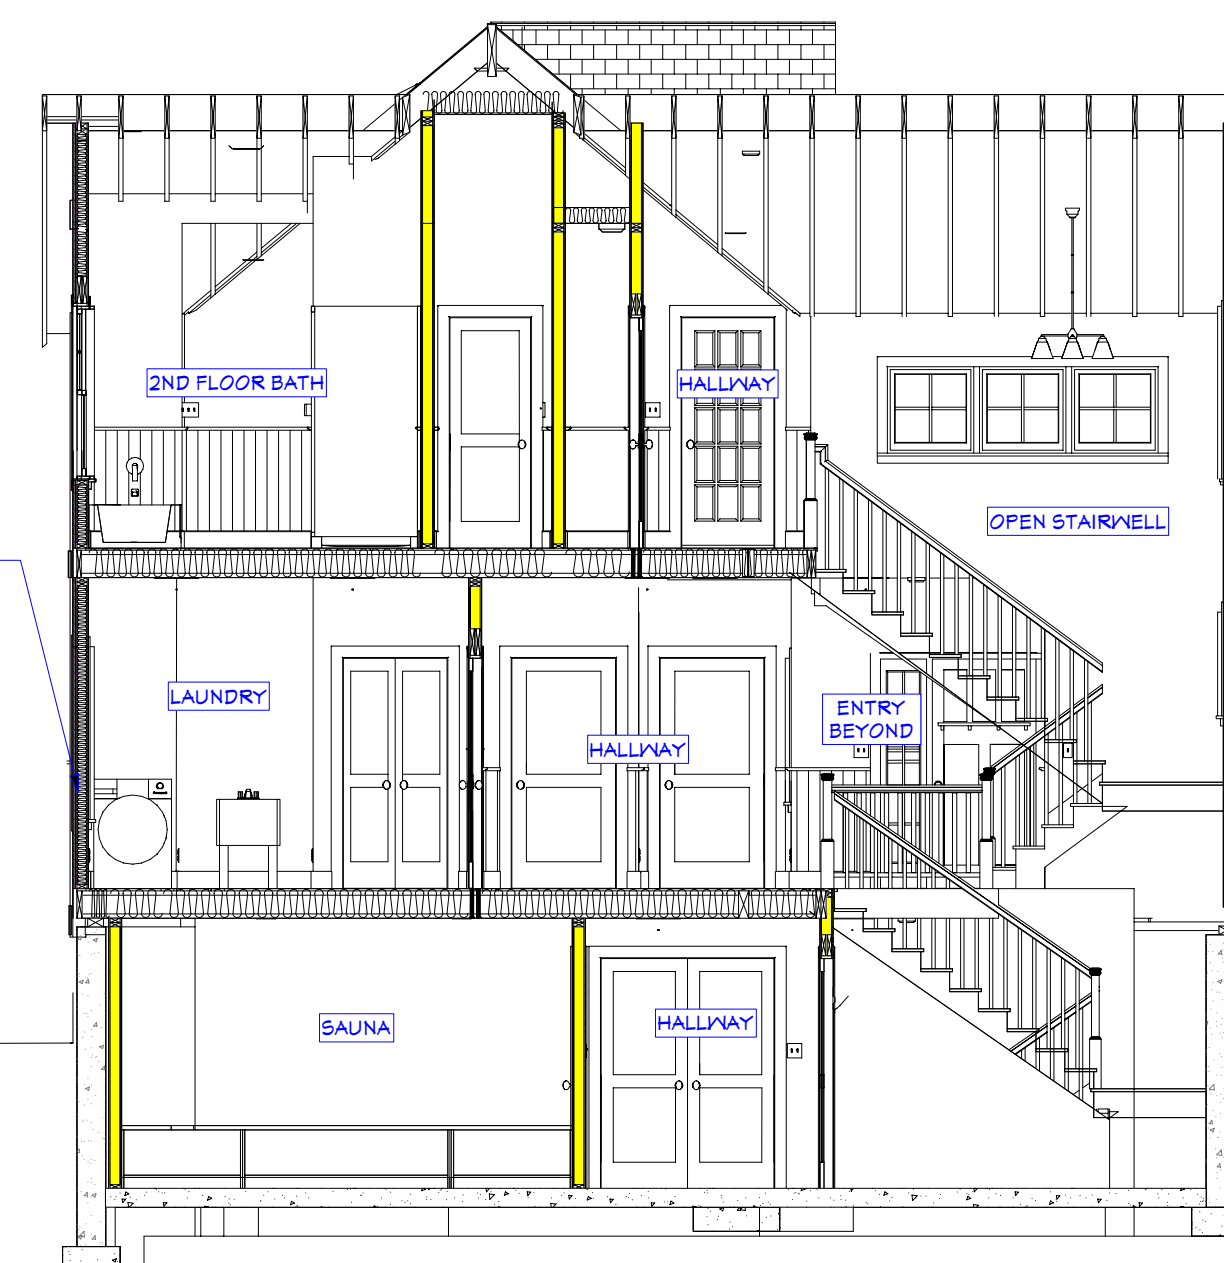 2ND FLOOR BATH
HALLWAY
OPEN STAIRWELL
LAUNDRY
HALLWAY
ENTRY
BEYOND
SAUNA
HALLWAY